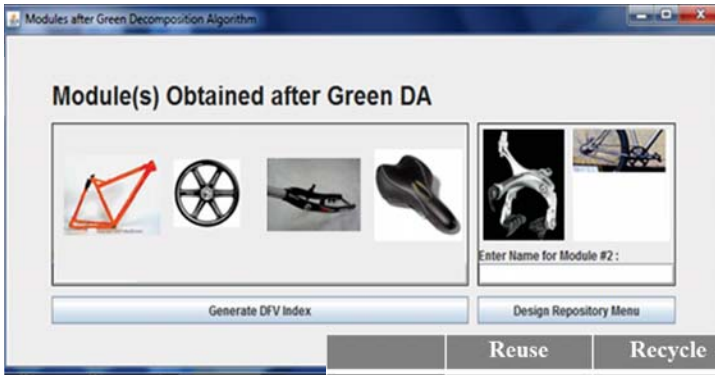 Modules after Green Decomposition Algorithm
Module(s) Obtained after Green DA
Enter Name for Module #2 :
Generate DFV Index
Design Repository Menu
Reuse
Recycle